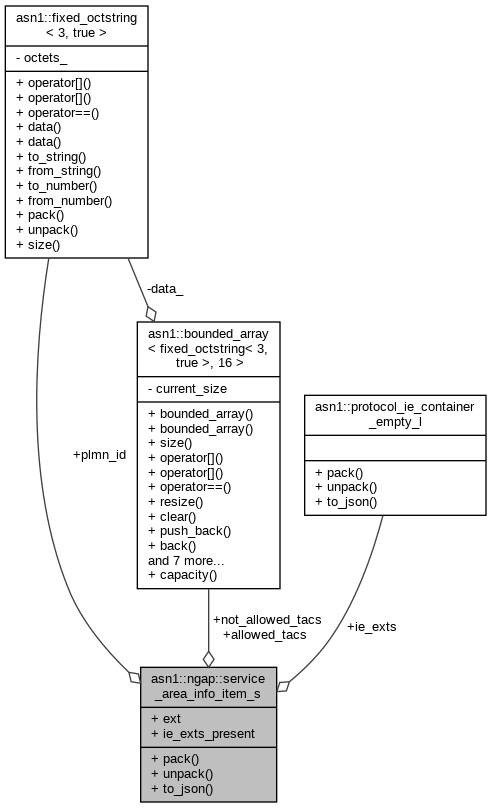 asn1::fixed_octstring
< 3, true >
- octets_
+ operator[]()
+ operator[]()
+ operator==()
+ data()
+ data()
+ to_string()
+ from_string()
+ to_number()
+ from_number()
+ pack()
+ unpack()
+ size()
-data_
asn1::bounded_array
< fixed_octstring< 3,
true >, 16 >
- current_size
+ bounded_array()
+ bounded_array()
+ size()
+ operator[]()
+ operator[]()
+ operator==()
+ resize()
+ clear()
+ push_back()
+ back()
and 7 more...
+ capacity()
asn1::protocol_ie_container
_empty_l
+ pack()
+ unpack()
+ to_json()
+plmn_id
+not_allowed_tacs
+allowed_tacs
+ie_exts
asn1::ngap::service
_area_info_item_s
+ ext
+ ie_exts_present
+ pack()
+ unpack()
+ to_json()